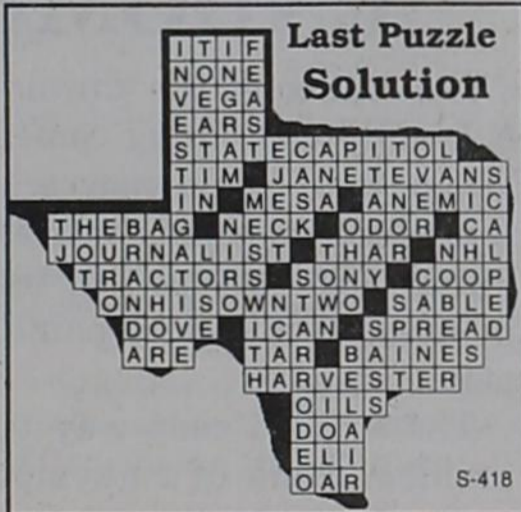 Last Puzzle
Solution
ITIF
NONE
VEGA
EARS
STATECAPITOL
TIM JANETEVANS
IN MESA ANEMIC
THEBAG NECK ODOR CA
JOURNALIST THAR NHL
TRACTORS SONY COOP
ONHISOWNTWO SABLE
DOVE ICAN SPREAD
ARE TAR BAINES
HARVESTER
OILS
DOA
ELI
OAR
S-418